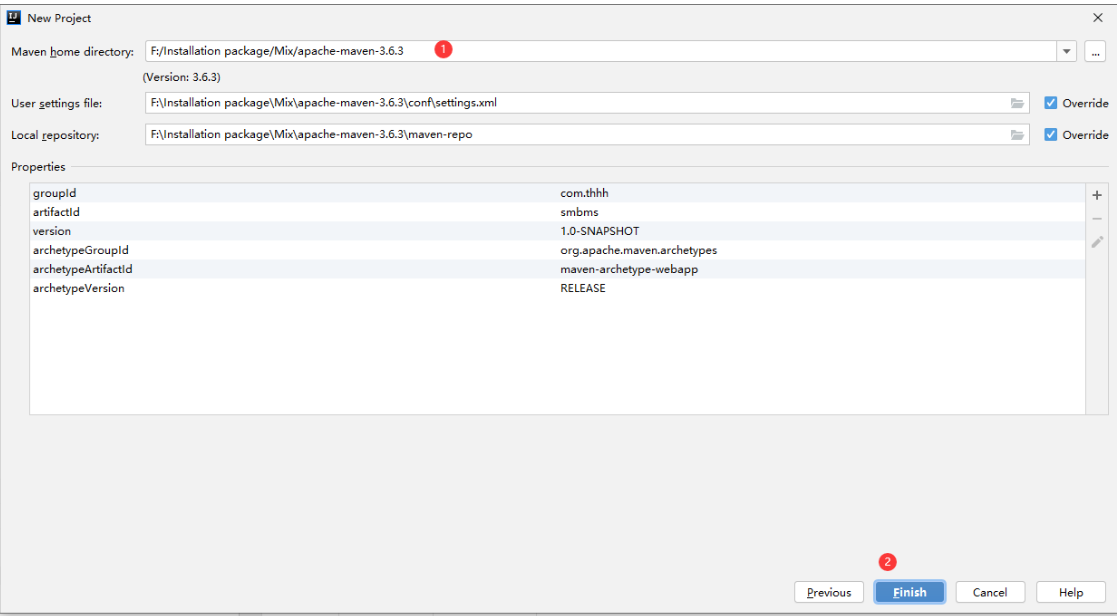 New Project
Maven home directory: F:/Installation package/Mix/apache-maven-3.6.3 1
(Version: 3.6.3)
User settings file: F:\Installation package\Mix\apache-maven-3.6.3\conf\settings.xml Override
Local repository: F:\Installation package\Mix\apache-maven-3.6.3\maven-repo Override
Properties
groupId com.thhh
artifactId smbms
version 1.0-SNAPSHOT
archetypeGroupId org.apache.maven.archetypes
archetypeArtifactId maven-archetype-webapp
archetypeVersion RELEASE
2
Previous Finish Cancel Help